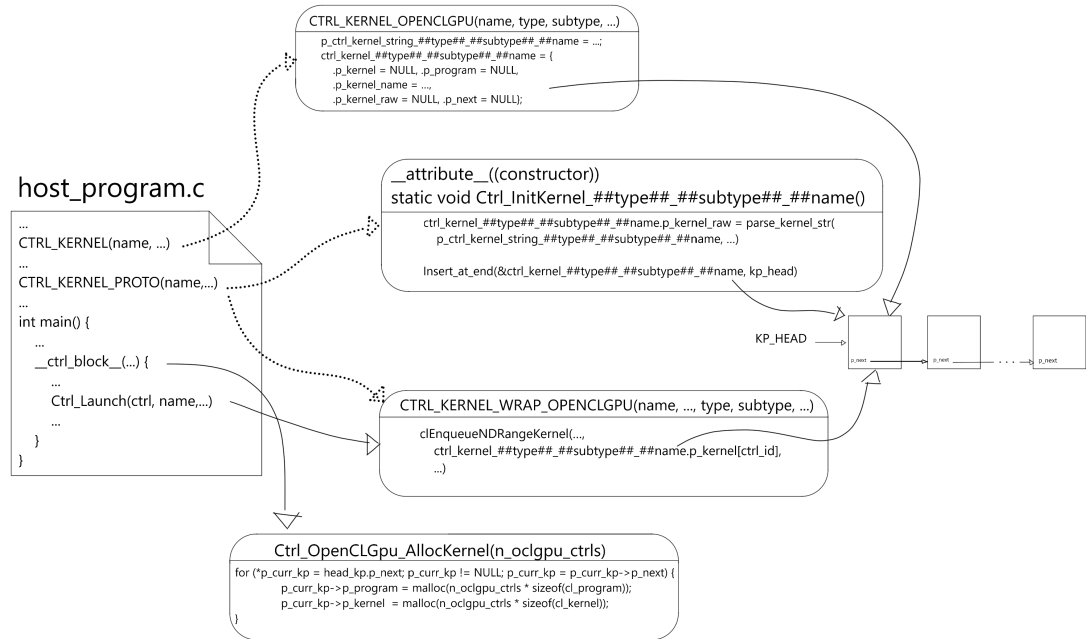 CTRL_KERNEL_OPENCLGPU(name, type, subtype, ...)
p_ctrl_kernel_string_##type##_##subtype##_##name = ...;
ctrl_kernel_##type##_##subtype##_##name = {
.p_kernel = NULL, .p_program = NULL,
.p_kernel_name = ...,
.p_kernel_raw = NULL, .p_next = NULL};
__attribute__((constructor))
static void Ctrl_InitKernel_##type##_##subtype##_##name()
ctrl_kernel_##type##_##subtype##_##name.p_kernel_raw = parse_kernel_str(
p_ctrl_kernel_string_##type##_##subtype##_##name, ...)
Insert_at_end(&ctrl_kernel_##type##_##subtype##_##name, kp_head)
host_program.c
...
CTRL_KERNEL(name, ...)
...
CTRL_KERNEL_PROTO(name,...)
...
int main() {
...
__ctrl_block__(...) {
...
Ctrl_Launch(ctrl, name,...)
...
}
}
KP_HEAD
p_next
p_next
. . .
p_next
CTRL_KERNEL_WRAP_OPENCLGPU(name, ..., type, subtype, ...)
clEnqueueNDRangeKernel(...,
ctrl_kernel_##type##_##subtype##_##name.p_kernel[ctrl_id],
...)
Ctrl_OpenCLGpu_AllocKernel(n_oclgpu_ctrls)
for (*p_curr_kp = head_kp.p_next; p_curr_kp != NULL; p_curr_kp = p_curr_kp->p_next) {
p_curr_kp->p_program = malloc(n_oclgpu_ctrls * sizeof(cl_program));
p_curr_kp->p_kernel = malloc(n_oclgpu_ctrls * sizeof(cl_kernel));
}